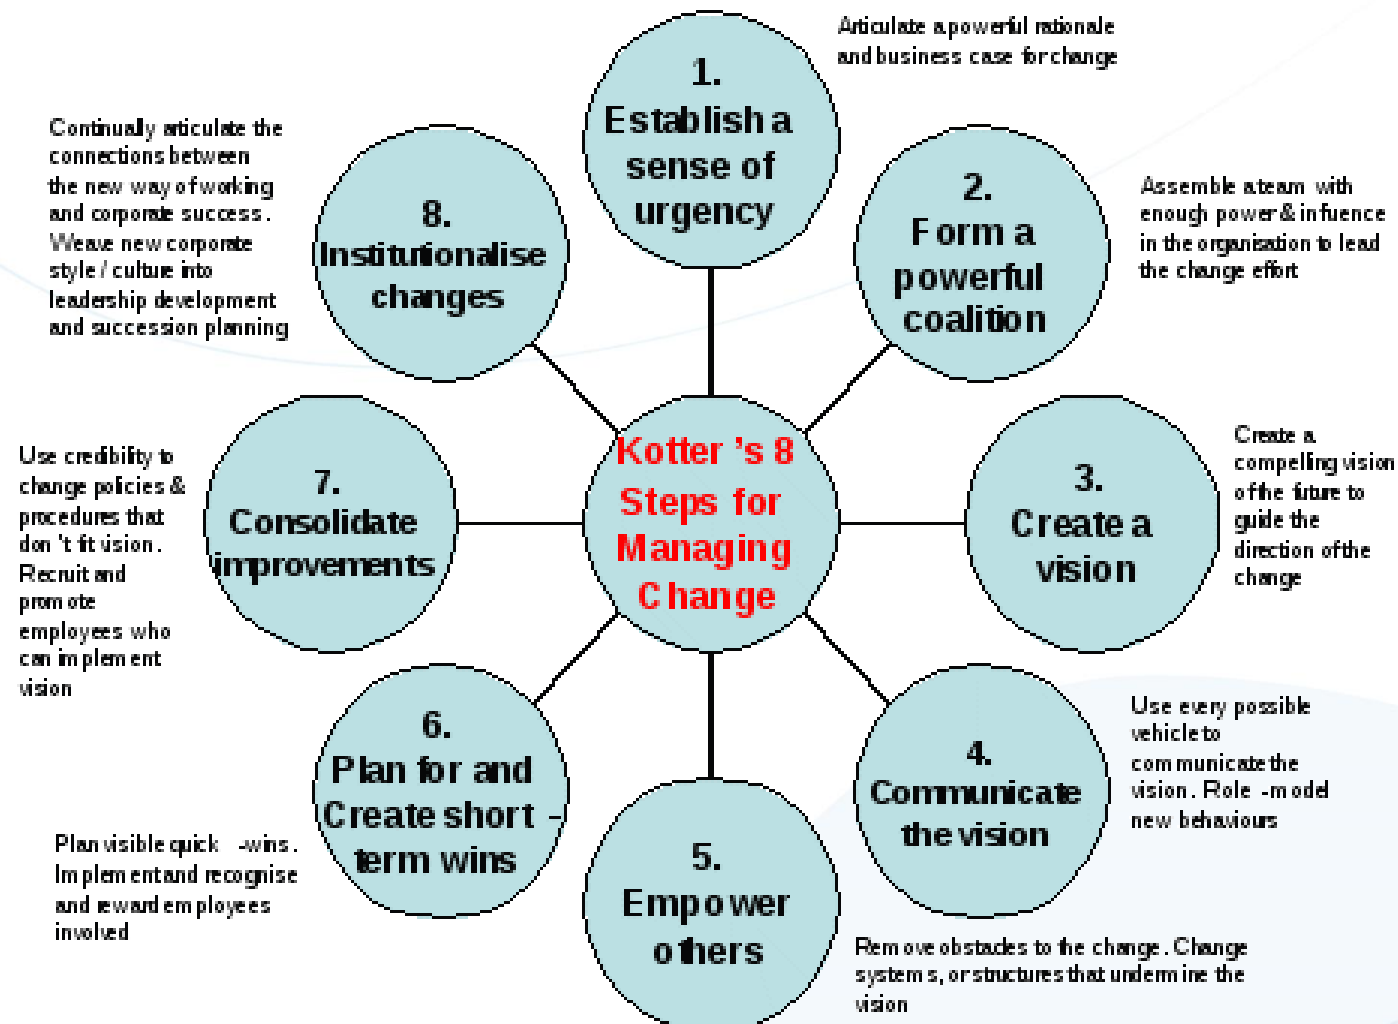 Kotter's 8
Steps for
Managing
Change
1.
Establish a
sense of
urgency
Articulate a powerful rationale
and business case for change
2.
Form a
powerful
coalition
Assemble a team with
enough power & infuence
in the organisation to lead
the change effort
3.
Create a
vision
Create a
compelling vision
of the future to
guide the
direction of the
change
4.
Communicate
the vision
Use every possible
vehicle to
communicate the
vision. Role-model
new behaviours
5.
Empower
others
Remove obstacles to the change. Change
systems, or structures that undermine the
vision
6.
Plan for and
Create short-
term wins
Plan visible quick-wins.
Implement and recognise
and reward employees
involved
7.
Consolidate
improvements
Use credibility to
change policies &
procedures that
don't fit vision.
Recruit and
promote
employees who
can implement
vision
8.
Institutionalise
changes
Continually articulate the
connections between
the new way of working
and corporate success.
Weave new corporate
style / culture into
leadership development
and succession planning